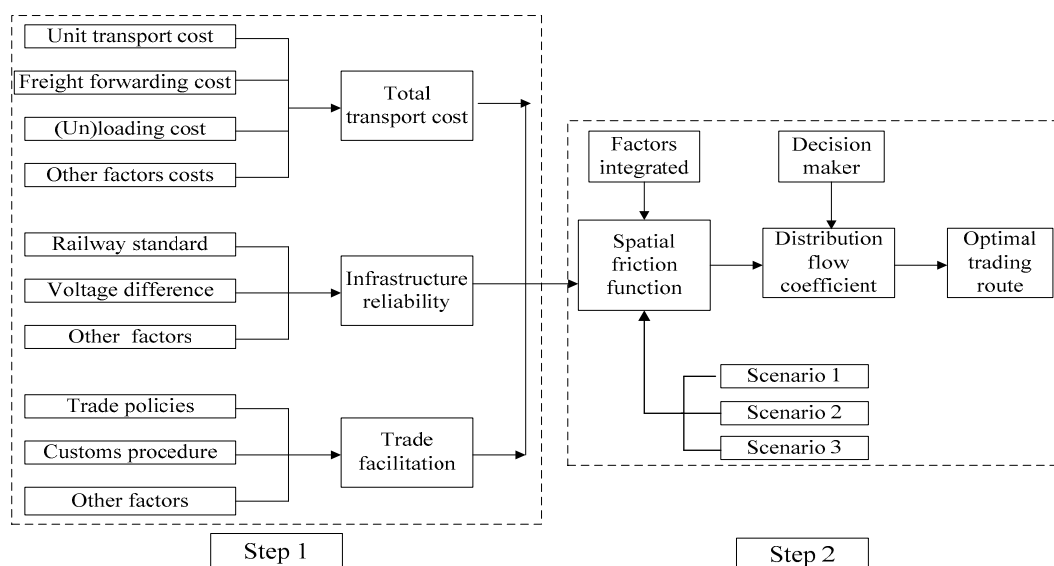 Unit transport cost
Freight forwarding cost
(Un)loading cost
Other factors costs
Total
transport cost
Railway standard
Voltage difference
Other factors
Infrastructure
reliability
Trade policies
Customs procedure
Other factors
Trade
facilitation
Step 1
Factors
integrated
Decision
maker
Spatial
friction
function
Distribution
flow
coefficient
Optimal
trading
route
Scenario 1
Scenario 2
Scenario 3
Step 2